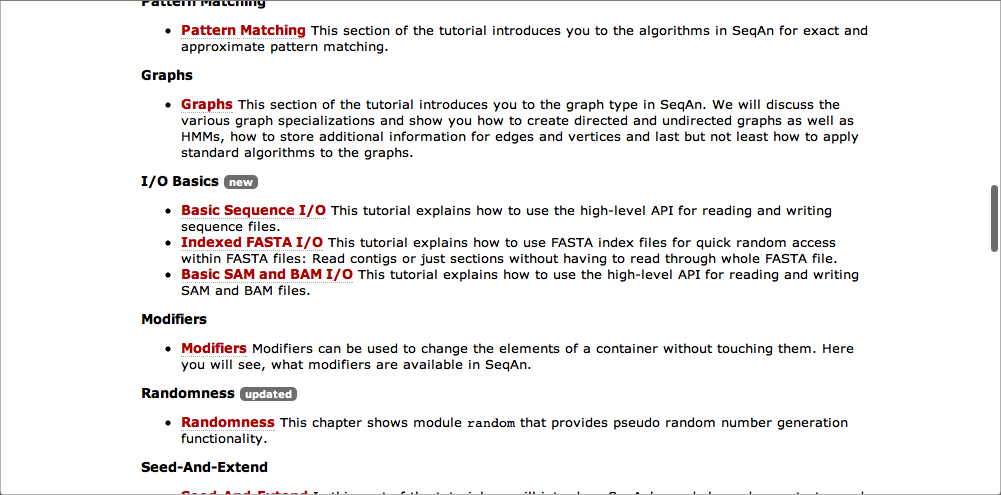 Pattern Matching
Pattern Matching This section of the tutorial introduces you to the algorithms in SeqAn for exact and
approximate pattern matching.
Graphs
Graphs This section of the tutorial introduces you to the graph type in SeqAn. We will discuss the
various graph specializations and show you how to create directed and undirected graphs as well as
HMMs, how to store additional information for edges and vertices and last but not least how to apply
standard algorithms to the graphs.
I/O Basics new
Basic Sequence I/O This tutorial explains how to use the high-level API for reading and writing
sequence files.
Indexed FASTA I/O This tutorial explains how to use FASTA index files for quick random access
within FASTA files: Read contigs or just sections without having to read through whole FASTA file.
Basic SAM and BAM I/O This tutorial explains how to use the high-level API for reading and writing
SAM and BAM files.
Modifiers
Modifiers Modifiers can be used to change the elements of a container without touching them. Here
you will see, what modifiers are available in SeqAn.
Randomness updated
Randomness This chapter shows module random that provides pseudo random number generation
functionality.
Seed-And-Extend
Seed-And-Extend